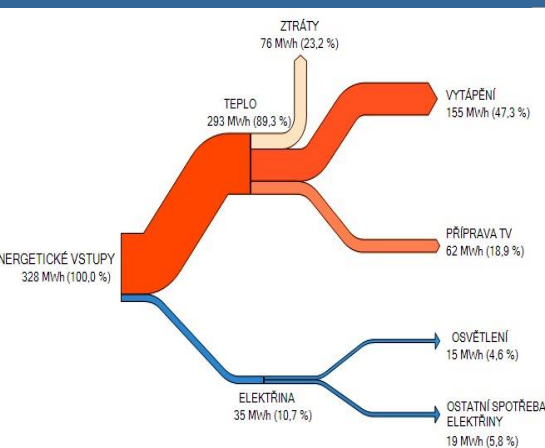 ZTRÁTY
76 MWh (23,2 %)
TEPLO
293 MWh (89,3 %)
VYTÁPĚNÍ
155 MWh (47,3 %)
NERGETICKÉ VSTUPY
328 MWh (100,0 %)
PŘÍPRAVA TV
62 MWh (18,9 %)
OSVĚTLENÍ
15 MWh (4,6 %)
ELEKTŘINA
35 MWh (10,7 %)
OSTATNÍ SPOTŘEBA
ELEKTŘINY
19 MWh (5,8 %)